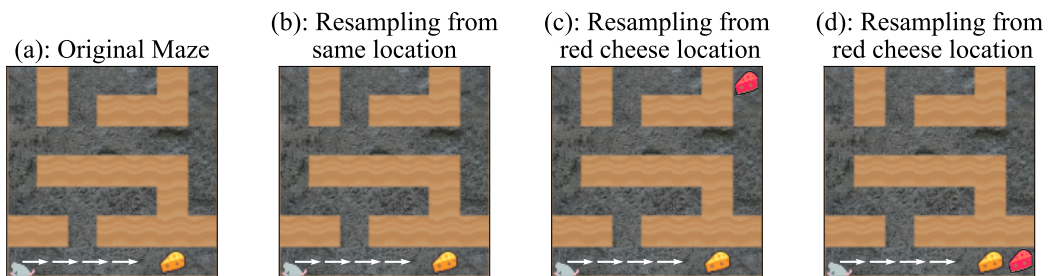 (a): Original Maze
(b): Resampling from
same location
(c): Resampling from
red cheese location
(d): Resampling from
red cheese location